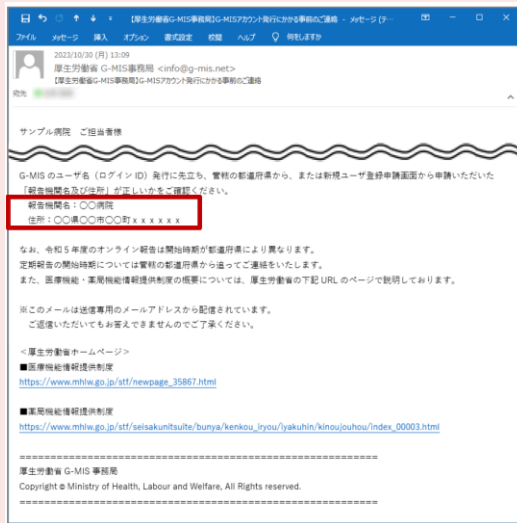 【厚生労働省G-MIS事務局】G-MISアカウント発行にかかる事前のご連絡 - メッセージ (テ…
ファイル メッセージ 挿入 オプション 書式設定 校閲 ヘルプ 何をしますか
2023/10/30 (月) 13:09
厚生労働省 G-MIS事務局 <info@g-mis.net>
【厚生労働省G-MIS事務局】G-MISアカウント発行にかかる事前のご連絡
宛先
サンプル病院 ご担当者様
G-MIS のユーザ名（ログイン ID）発行に先立ち、管轄の都道府県から、または新規ユーザ登録申請画面から申請いただいた
「報告機関名及び住所」が正しいかをご確認ください。
報告機関名：〇〇病院
住所：〇〇県〇〇市〇〇町ｘｘｘｘｘｘ
なお、令和５年度のオンライン報告は開始時期が都道府県により異なります。
定期報告の開始時期については管轄の都道府県から追ってご連絡をいたします。
また、医療機能・薬局機能情報提供制度の概要については、厚生労働省の下記 URL のページで説明しております。
※このメールは送信専用のメールアドレスから配信されています。
ご返信いただいてもお答えできませんのでご了承ください。
＜厚生労働省ホームページ＞
■医療機能情報提供制度
https://www.mhlw.go.jp/stf/newpage_35867.html
■薬局機能情報提供制度
https://www.mhlw.go.jp/stf/seisakunitsuite/bunya/kenkou_iryou/iyakuhin/kinoujouhou/index_00003.html
============================================================
厚生労働省 G-MIS 事務局
Copyright © Ministry of Health, Labour and Welfare, All Rights reserved.
============================================================